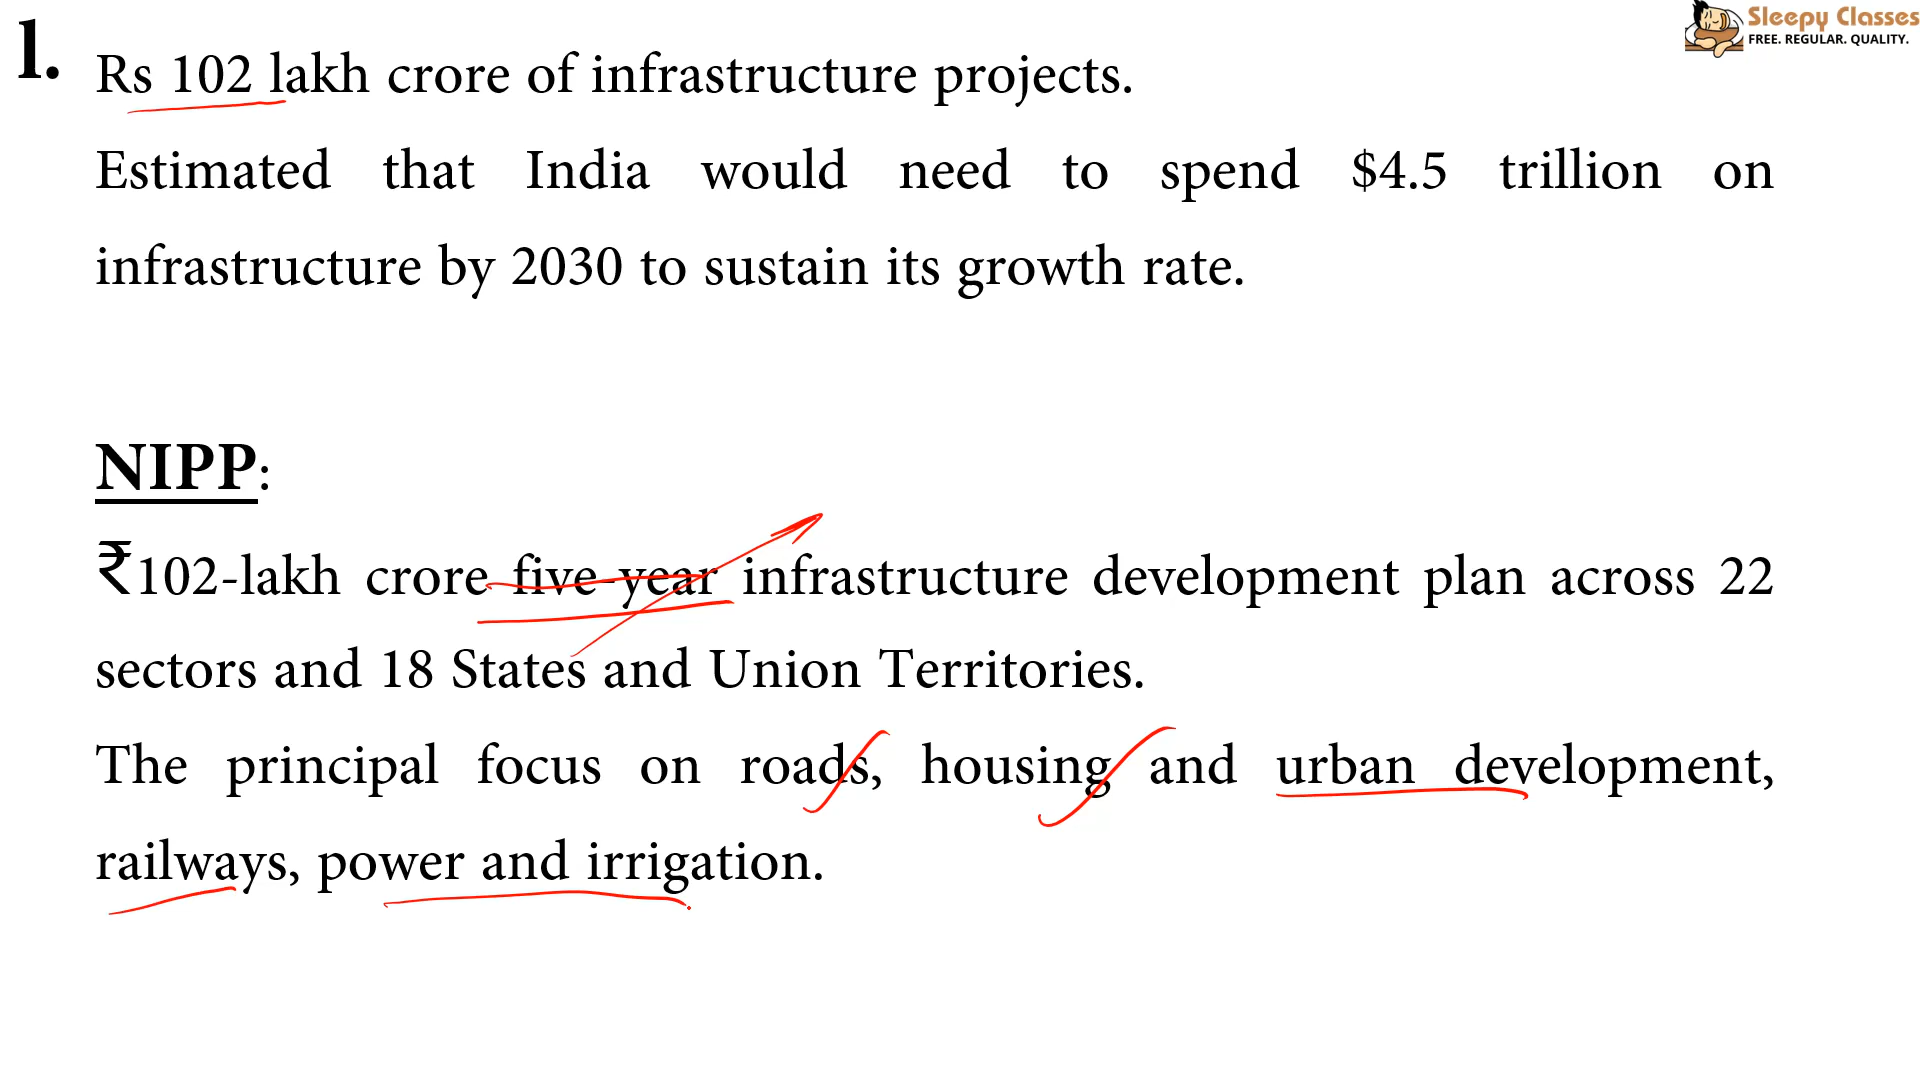 Sleepy Classes
FREE. REGULAR. QUALITY.
1. Rs 102 lakh crore of infrastructure projects.
Estimated that India would need to spend $4.5 trillion on
infrastructure by 2030 to sustain its growth rate.
NIPP:
₹102-lakh crore five-year infrastructure development plan across 22
sectors and 18 States and Union Territories.
The principal focus on roads, housing and urban development,
railways, power and irrigation.